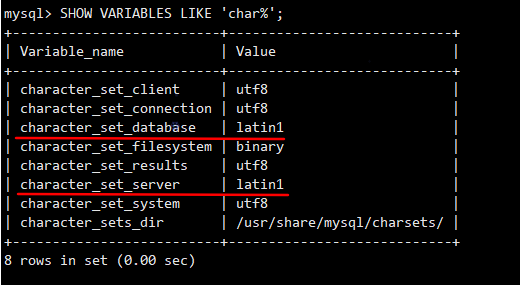 mysql> SHOW VARIABLES LIKE 'char%';
+--------------------------+----------------------------+
| Variable_name            | Value                      |
+--------------------------+----------------------------+
| character_set_client     | utf8                       |
| character_set_connection | utf8                       |
| character_set_database   | latin1                     |
| character_set_filesystem | binary                     |
| character_set_results    | utf8                       |
| character_set_server     | latin1                     |
| character_set_system     | utf8                       |
| character_sets_dir       | /usr/share/mysql/charsets/ |
+--------------------------+----------------------------+
8 rows in set (0.00 sec)